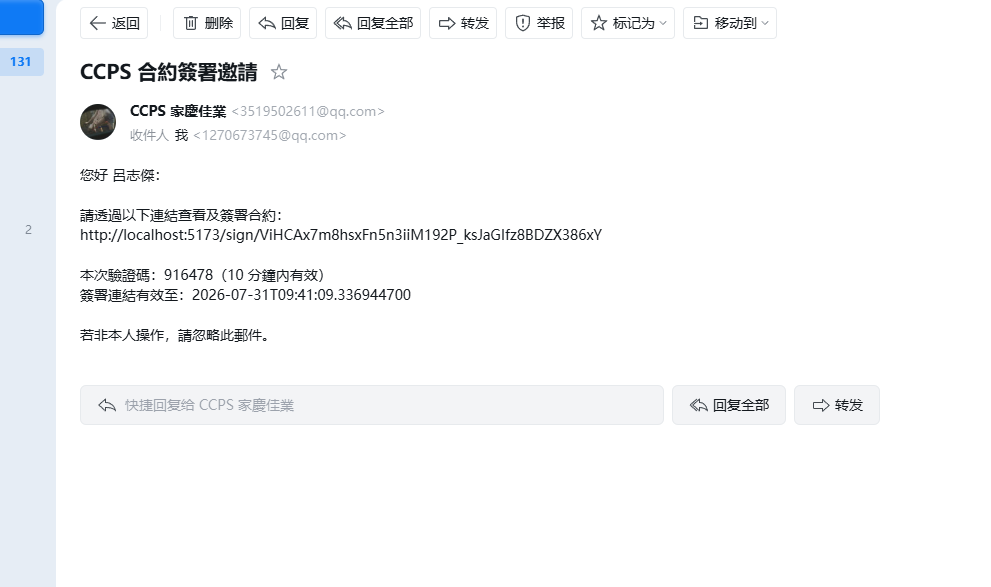 返回 删除 回复 回复全部 转发 举报 标记为 移动到
131
CCPS 合約簽署邀請
CCPS 家慶佳業 <3519502611@qq.com>
收件人 我 <1270673745@qq.com>
您好 呂志傑：
請透過以下連結查看及簽署合約：
2
http://localhost:5173/sign/ViHCAx7m8hsxFn5n3iiM192P_ksJaGlfz8BDZX386xY
本次驗證碼：916478（10 分鐘內有效）
簽署連結有效至：2026-07-31T09:41:09.336944700
若非本人操作，請忽略此郵件。
快捷回复给 CCPS 家慶佳業 回复全部 转发